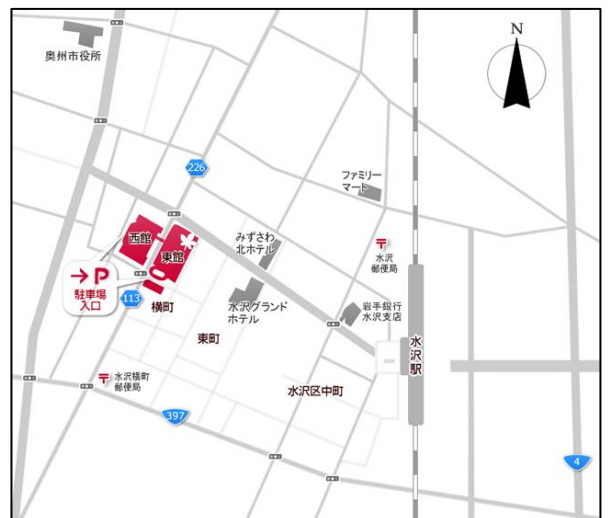 奥州市役所
N
226
ファミリー
マート
西館
東館
みずさわ
北ホテル
〒
水沢
郵便局
→P
駐車場
入口
113
横町
水沢グランド
ホテル
岩手銀行
水沢支店
東町
水沢駅
〒
水沢横町
郵便局
水沢区中町
397
4